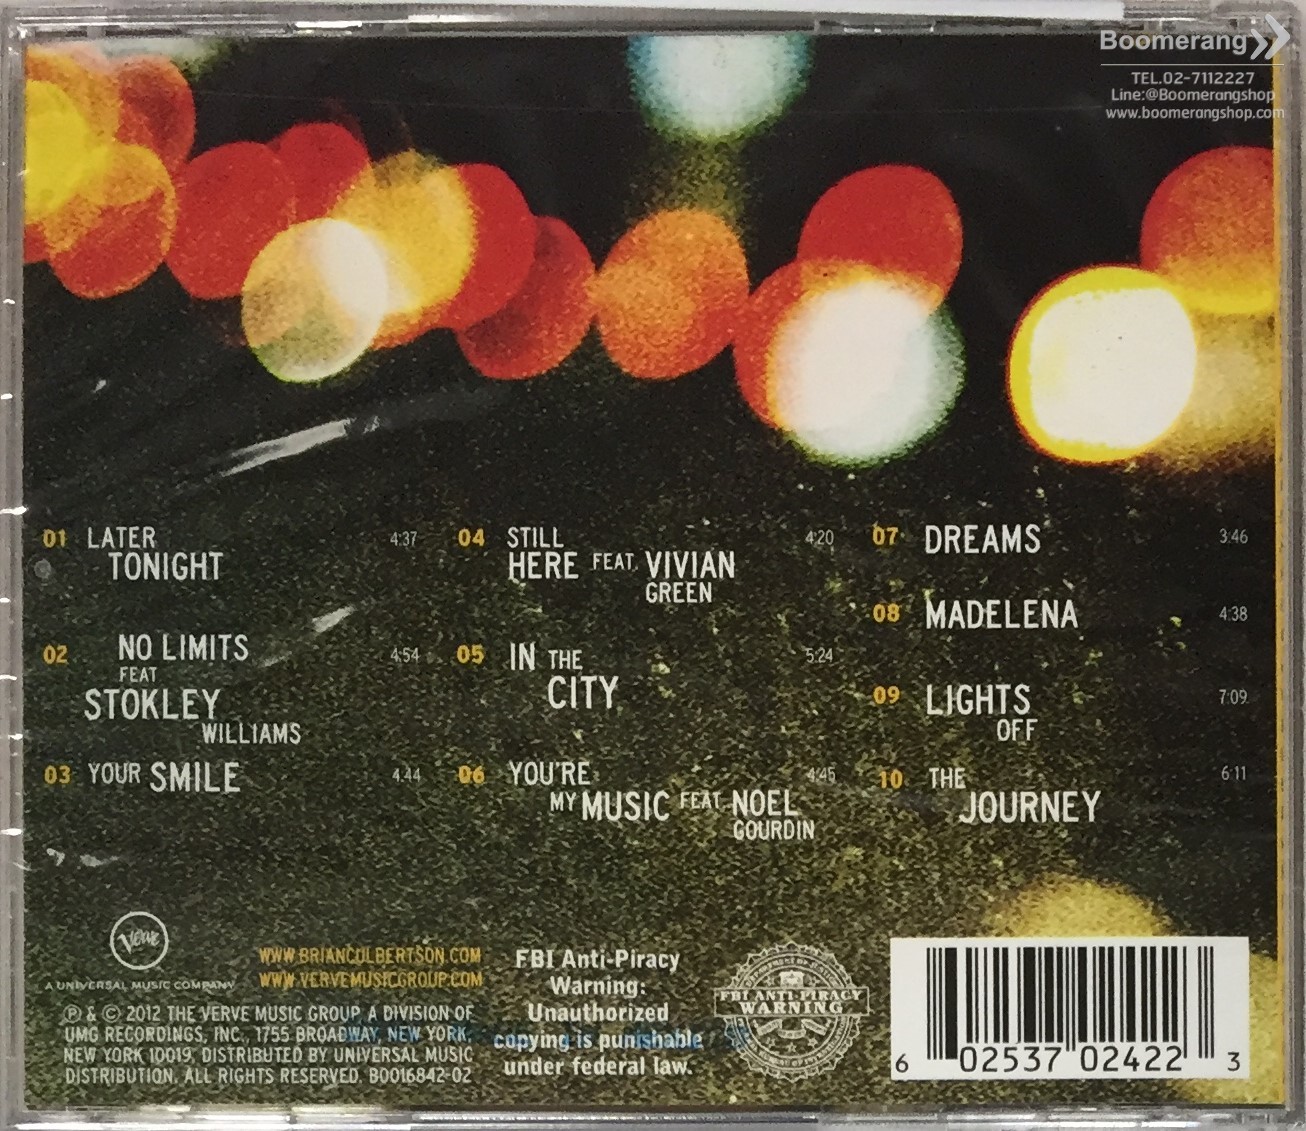 Boomerang
TEL.02-7112227
Line:@Boomerangshop
www.boomerangshop.com
01 LATER 4:37
TONIGHT
02 NO LIMITS 4:54
FEAT
STOKLEY
WILLIAMS
03 YOUR SMILE 4:44
04 STILL 4:20
HERE FEAT. VIVIAN
GREEN
05 IN THE 5:24
CITY
06 YOU'RE 4:45
MY MUSIC FEAT NOEL
GOURDIN
07 DREAMS 3:46
08 MADELENA 4:38
09 LIGHTS 7:09
OFF
10 THE 6:11
JOURNEY
Verve
A UNIVERSAL MUSIC COMPANY
WWW.BRIANCULBERTSON.COM
WWW.VERVEMUSICGROUP.COM
℗ & © 2012 THE VERVE MUSIC GROUP, A DIVISION OF
UMG RECORDINGS, INC., 1755 BROADWAY, NEW YORK,
NEW YORK 10019. DISTRIBUTED BY UNIVERSAL MUSIC
DISTRIBUTION. ALL RIGHTS RESERVED. B0016842-02
FBI Anti-Piracy
Warning:
Unauthorized
copying is punishable
under federal law.
FBI ANTI-PIRACY
WARNING
6 02537 02422 3